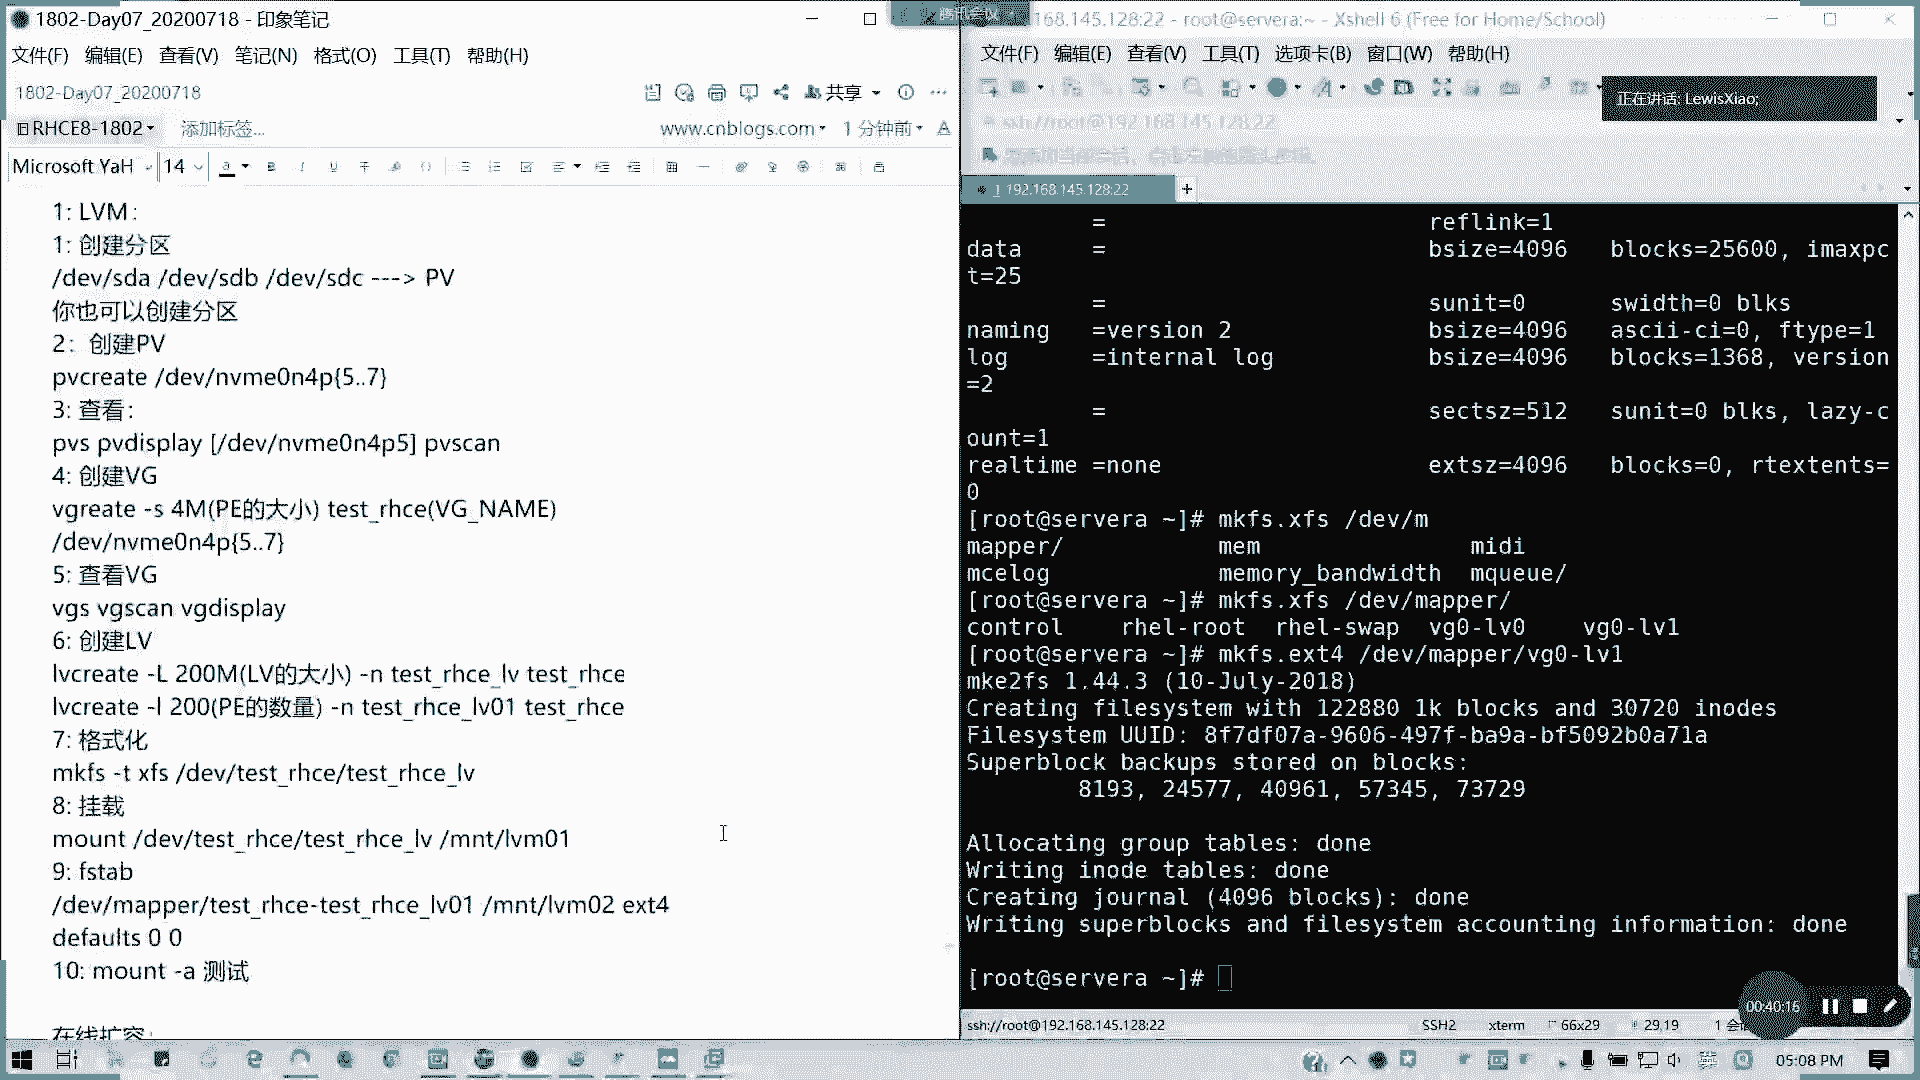 1802-Day07_20200718 - 印象笔记
文件(F) 编辑(E) 查看(V) 笔记(N) 格式(O) 工具(T) 帮助(H)
1802-Day07_20200718
共享
RHCE8-1802
添加标签...
www.cnblogs.com
1 分钟前
Microsoft YaH
14
1: LVM:
1: 创建分区
/dev/sda /dev/sdb /dev/sdc ---> PV
你也可以创建分区
2: 创建PV
pvcreate /dev/nvme0n4p{5..7}
3: 查看:
pvs pvdisplay [/dev/nvme0n4p5] pvscan
4: 创建VG
vgreate -s 4M(PE的大小) test_rhce(VG_NAME)
/dev/nvme0n4p{5..7}
5: 查看VG
vgs vgscan vgdisplay
6: 创建LV
lvcreate -L 200M(LV的大小) -n test_rhce_lv test_rhce
lvcreate -l 200(PE的数量) -n test_rhce_lv01 test_rhce
7: 格式化
mkfs -t xfs /dev/test_rhce/test_rhce_lv
8: 挂载
mount /dev/test_rhce/test_rhce_lv /mnt/lvm01
9: fstab
/dev/mapper/test_rhce-test_rhce_lv01 /mnt/lvm02 ext4
defaults 0 0
10: mount -a 测试
在线扩容:
腾讯会议
168.145.128:22 - root@servera:~ - Xshell 6 (Free for Home/School)
文件(F) 编辑(E) 查看(V) 工具(T) 选项卡(B) 窗口(W) 帮助(H)
正在讲话: LewisXiao;
ssh://root@192.168.145.128:22
1 192.168.145.128:22
+
= reflink=1
data = bsize=4096 blocks=25600, imaxpc
t=25
= sunit=0 swidth=0 blks
naming =version 2 bsize=4096 ascii-ci=0, ftype=1
log =internal log bsize=4096 blocks=1368, version
=2
= sectsz=512 sunit=0 blks, lazy-c
ount=1
realtime =none extsz=4096 blocks=0, rtextents=
0
[root@servera ~]# mkfs.xfs /dev/m
mapper/ mem midi
mcelog memory_bandwidth mqueue/
[root@servera ~]# mkfs.xfs /dev/mapper/
control rhel-root rhel-swap vg0-lv0 vg0-lv1
[root@servera ~]# mkfs.ext4 /dev/mapper/vg0-lv1
mke2fs 1.44.3 (10-July-2018)
Creating filesystem with 122880 1k blocks and 30720 inodes
Filesystem UUID: 8f7df07a-9606-497f-ba9a-bf5092b0a71a
Superblock backups stored on blocks:
8193, 24577, 40961, 57345, 73729
Allocating group tables: done
Writing inode tables: done
Creating journal (4096 blocks): done
Writing superblocks and filesystem accounting information: done
[root@servera ~]#
00:40:16
ssh://root@192.168.145.128:22 SSH2 xterm 66x29 29,19
英
05:08 PM